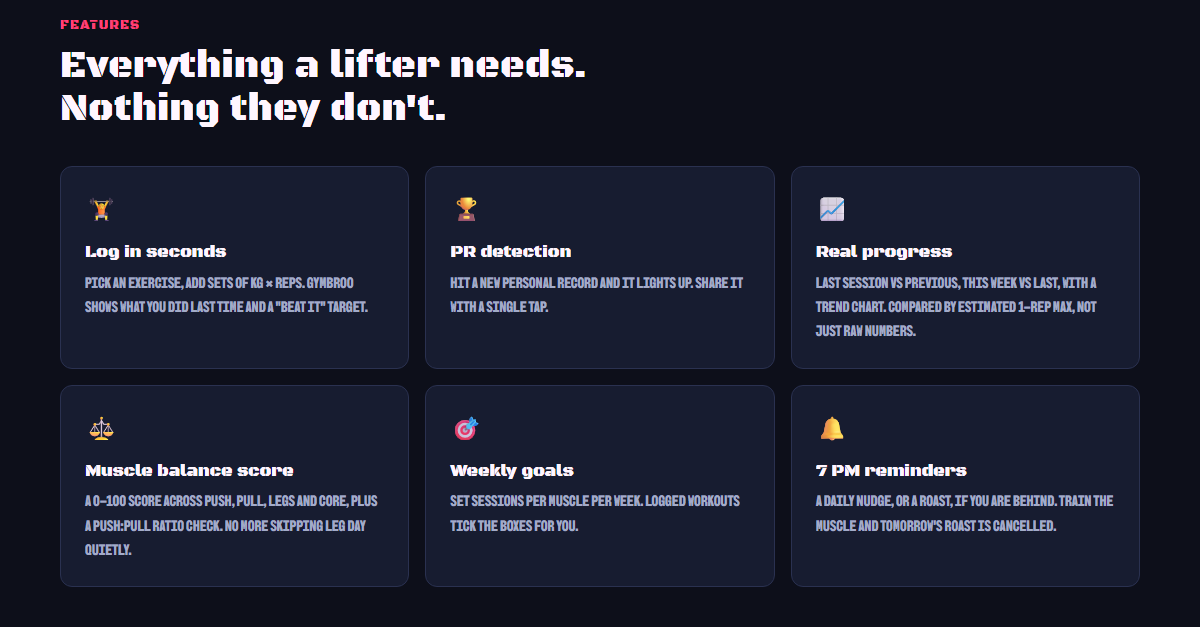 FEATURES
Everything a lifter needs.
Nothing they don't.
Log in seconds
PICK AN EXERCISE, ADD SETS OF KG × REPS. GYMBROO
SHOWS WHAT YOU DID LAST TIME AND A "BEAT IT" TARGET.
PR detection
HIT A NEW PERSONAL RECORD AND IT LIGHTS UP. SHARE IT
WITH A SINGLE TAP.
Real progress
LAST SESSION VS PREVIOUS, THIS WEEK VS LAST, WITH A
TREND CHART. COMPARED BY ESTIMATED 1-REP MAX, NOT
JUST RAW NUMBERS.
Muscle balance score
A 0–100 SCORE ACROSS PUSH, PULL, LEGS AND CORE, PLUS
A PUSH:PULL RATIO CHECK. NO MORE SKIPPING LEG DAY
QUIETLY.
Weekly goals
SET SESSIONS PER MUSCLE PER WEEK. LOGGED WORKOUTS
TICK THE BOXES FOR YOU.
7 PM reminders
A DAILY NUDGE, OR A ROAST, IF YOU ARE BEHIND. TRAIN THE
MUSCLE AND TOMORROW'S ROAST IS CANCELLED.